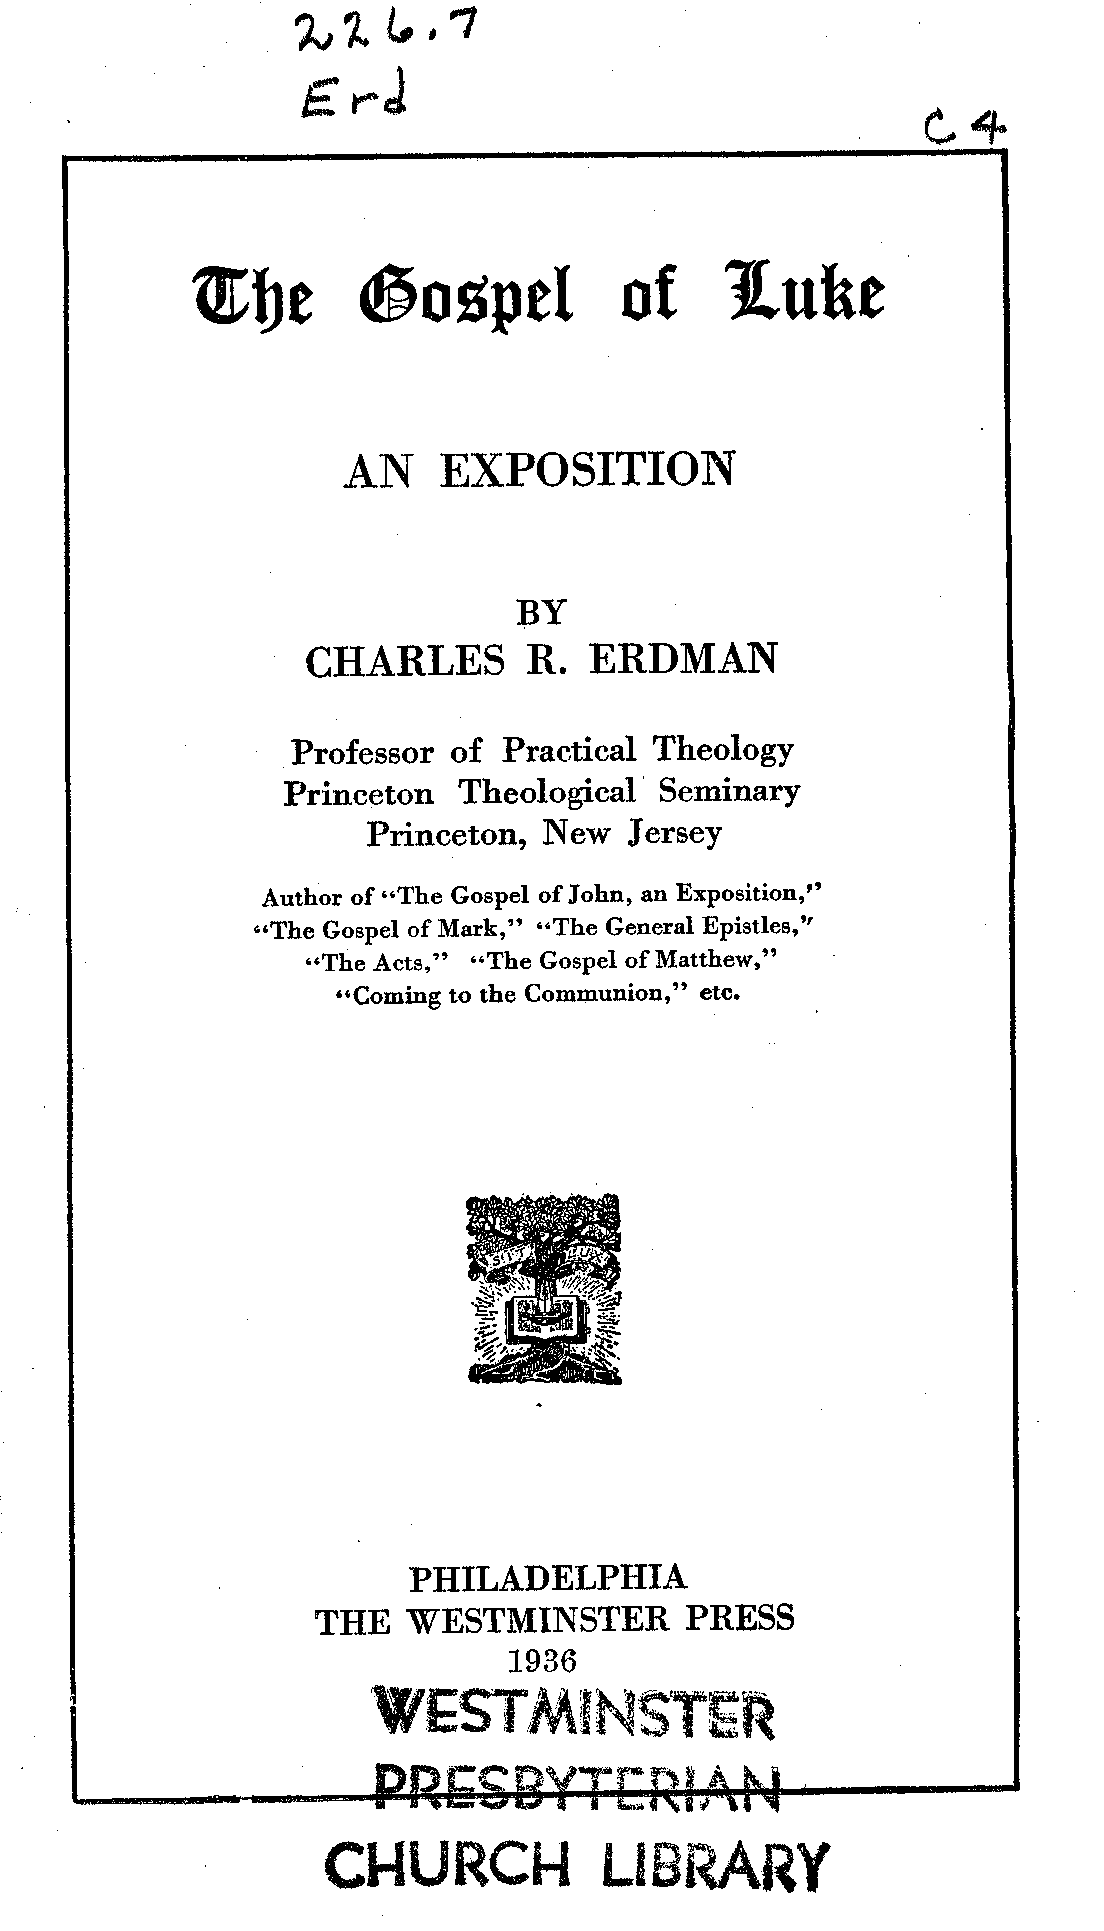 226.7
Erd
C4
The Gospel of Luke
AN EXPOSITION
BY
CHARLES R. ERDMAN
Professor of Practical Theology
Princeton Theological Seminary
Princeton, New Jersey
Author of “The Gospel of John, an Exposition,”
“The Gospel of Mark,” “The General Epistles,”
“The Acts,” “The Gospel of Matthew,”
“Coming to the Communion,” etc.
SIT LUX
PHILADELPHIA
THE WESTMINSTER PRESS
1936
WESTMINSTER
PRESBYTERIAN
CHURCH LIBRARY